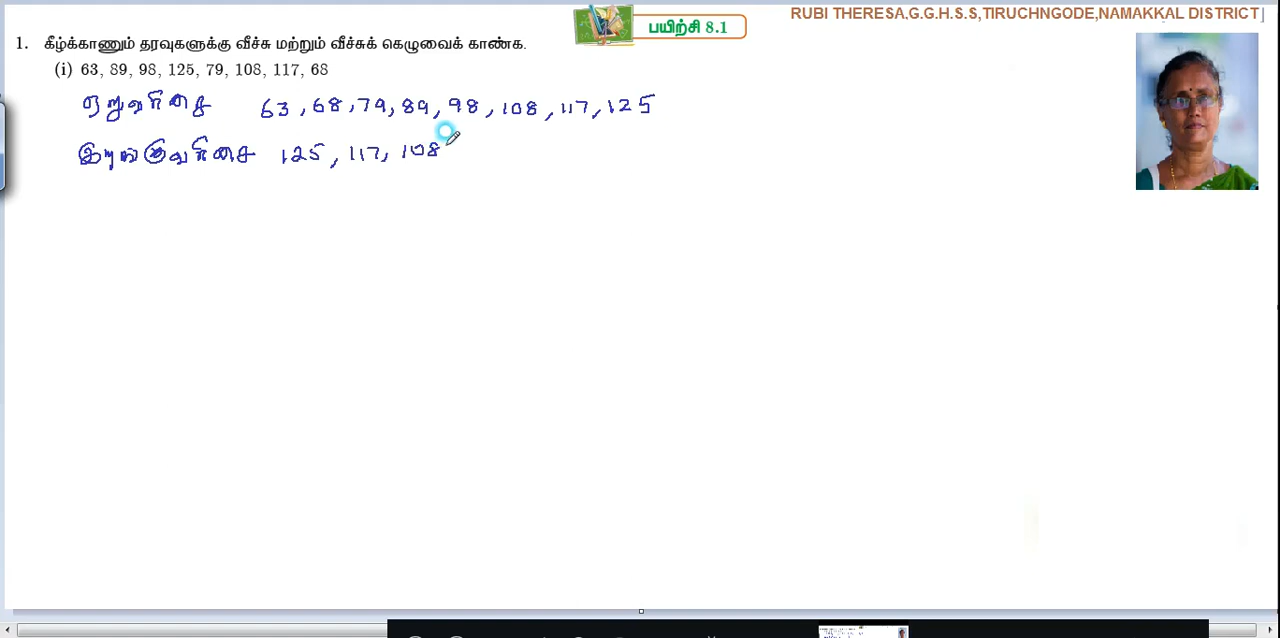 RUBI THERESA,G.G.H.S.S,TIRUCHNGODE,NAMAKKAL DISTRICT
பயிற்சி 8.1
1. கீழ்க்காணும் தரவுகளுக்கு வீச்சு மற்றும் வீச்சுக் கெழுவைக் காண்க.
(i) 63, 89, 98, 125, 79, 108, 117, 68
ஏறுவரிசை 63, 68, 79, 89, 98, 108, 117, 125
இறங்குவரிசை 125, 117, 108